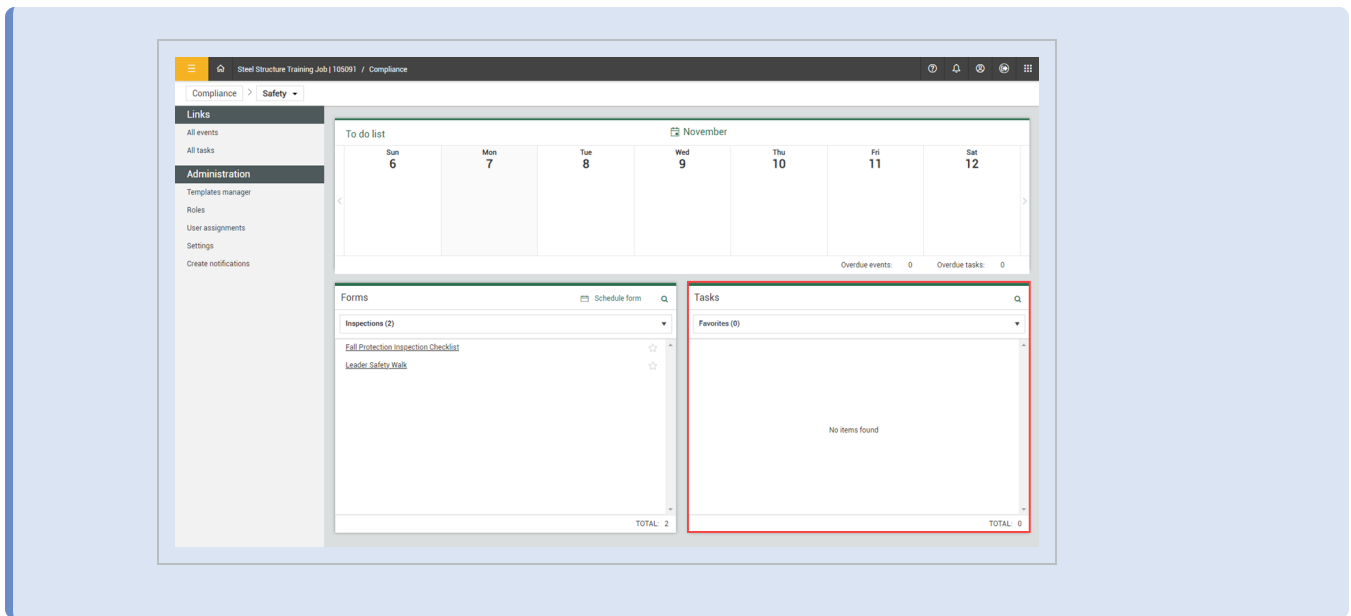 Steel Structure Training Job | 105091 / Compliance
Compliance > Safety
Links
All events
All tasks
Administration
Templates manager
Roles
User assignments
Settings
Create notifications
To do list
November
Sun Mon Tue Wed Thu Fri Sat
6 7 8 9 10 11 12
Overdue events: 0 Overdue tasks: 0
Forms
Schedule form
Inspections (2)
Fall Protection Inspection Checklist
Leader Safety Walk
TOTAL: 2
Tasks
Favorites (0)
No items found
TOTAL: 0